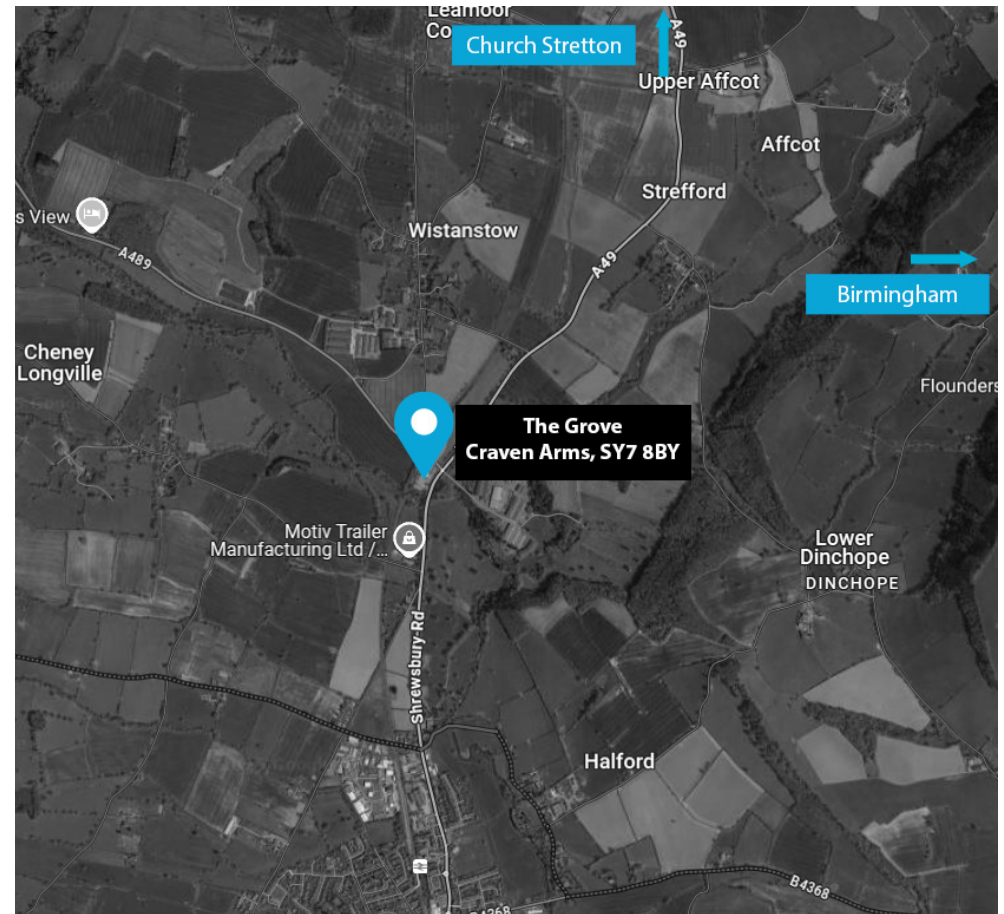 Leamoor
Co
A49
Church Stretton
Upper Affcot
Affcot
Strefford
s View
Wistanstow
A489
A49
Birmingham
Cheney
Longville
Flounders
The Grove
Craven Arms, SY7 8BY
Motiv Trailer
Manufacturing Ltd /...
Lower
Dinchope
DINCHOPE
Shrewsbury Rd
Halford
B4368
B4368